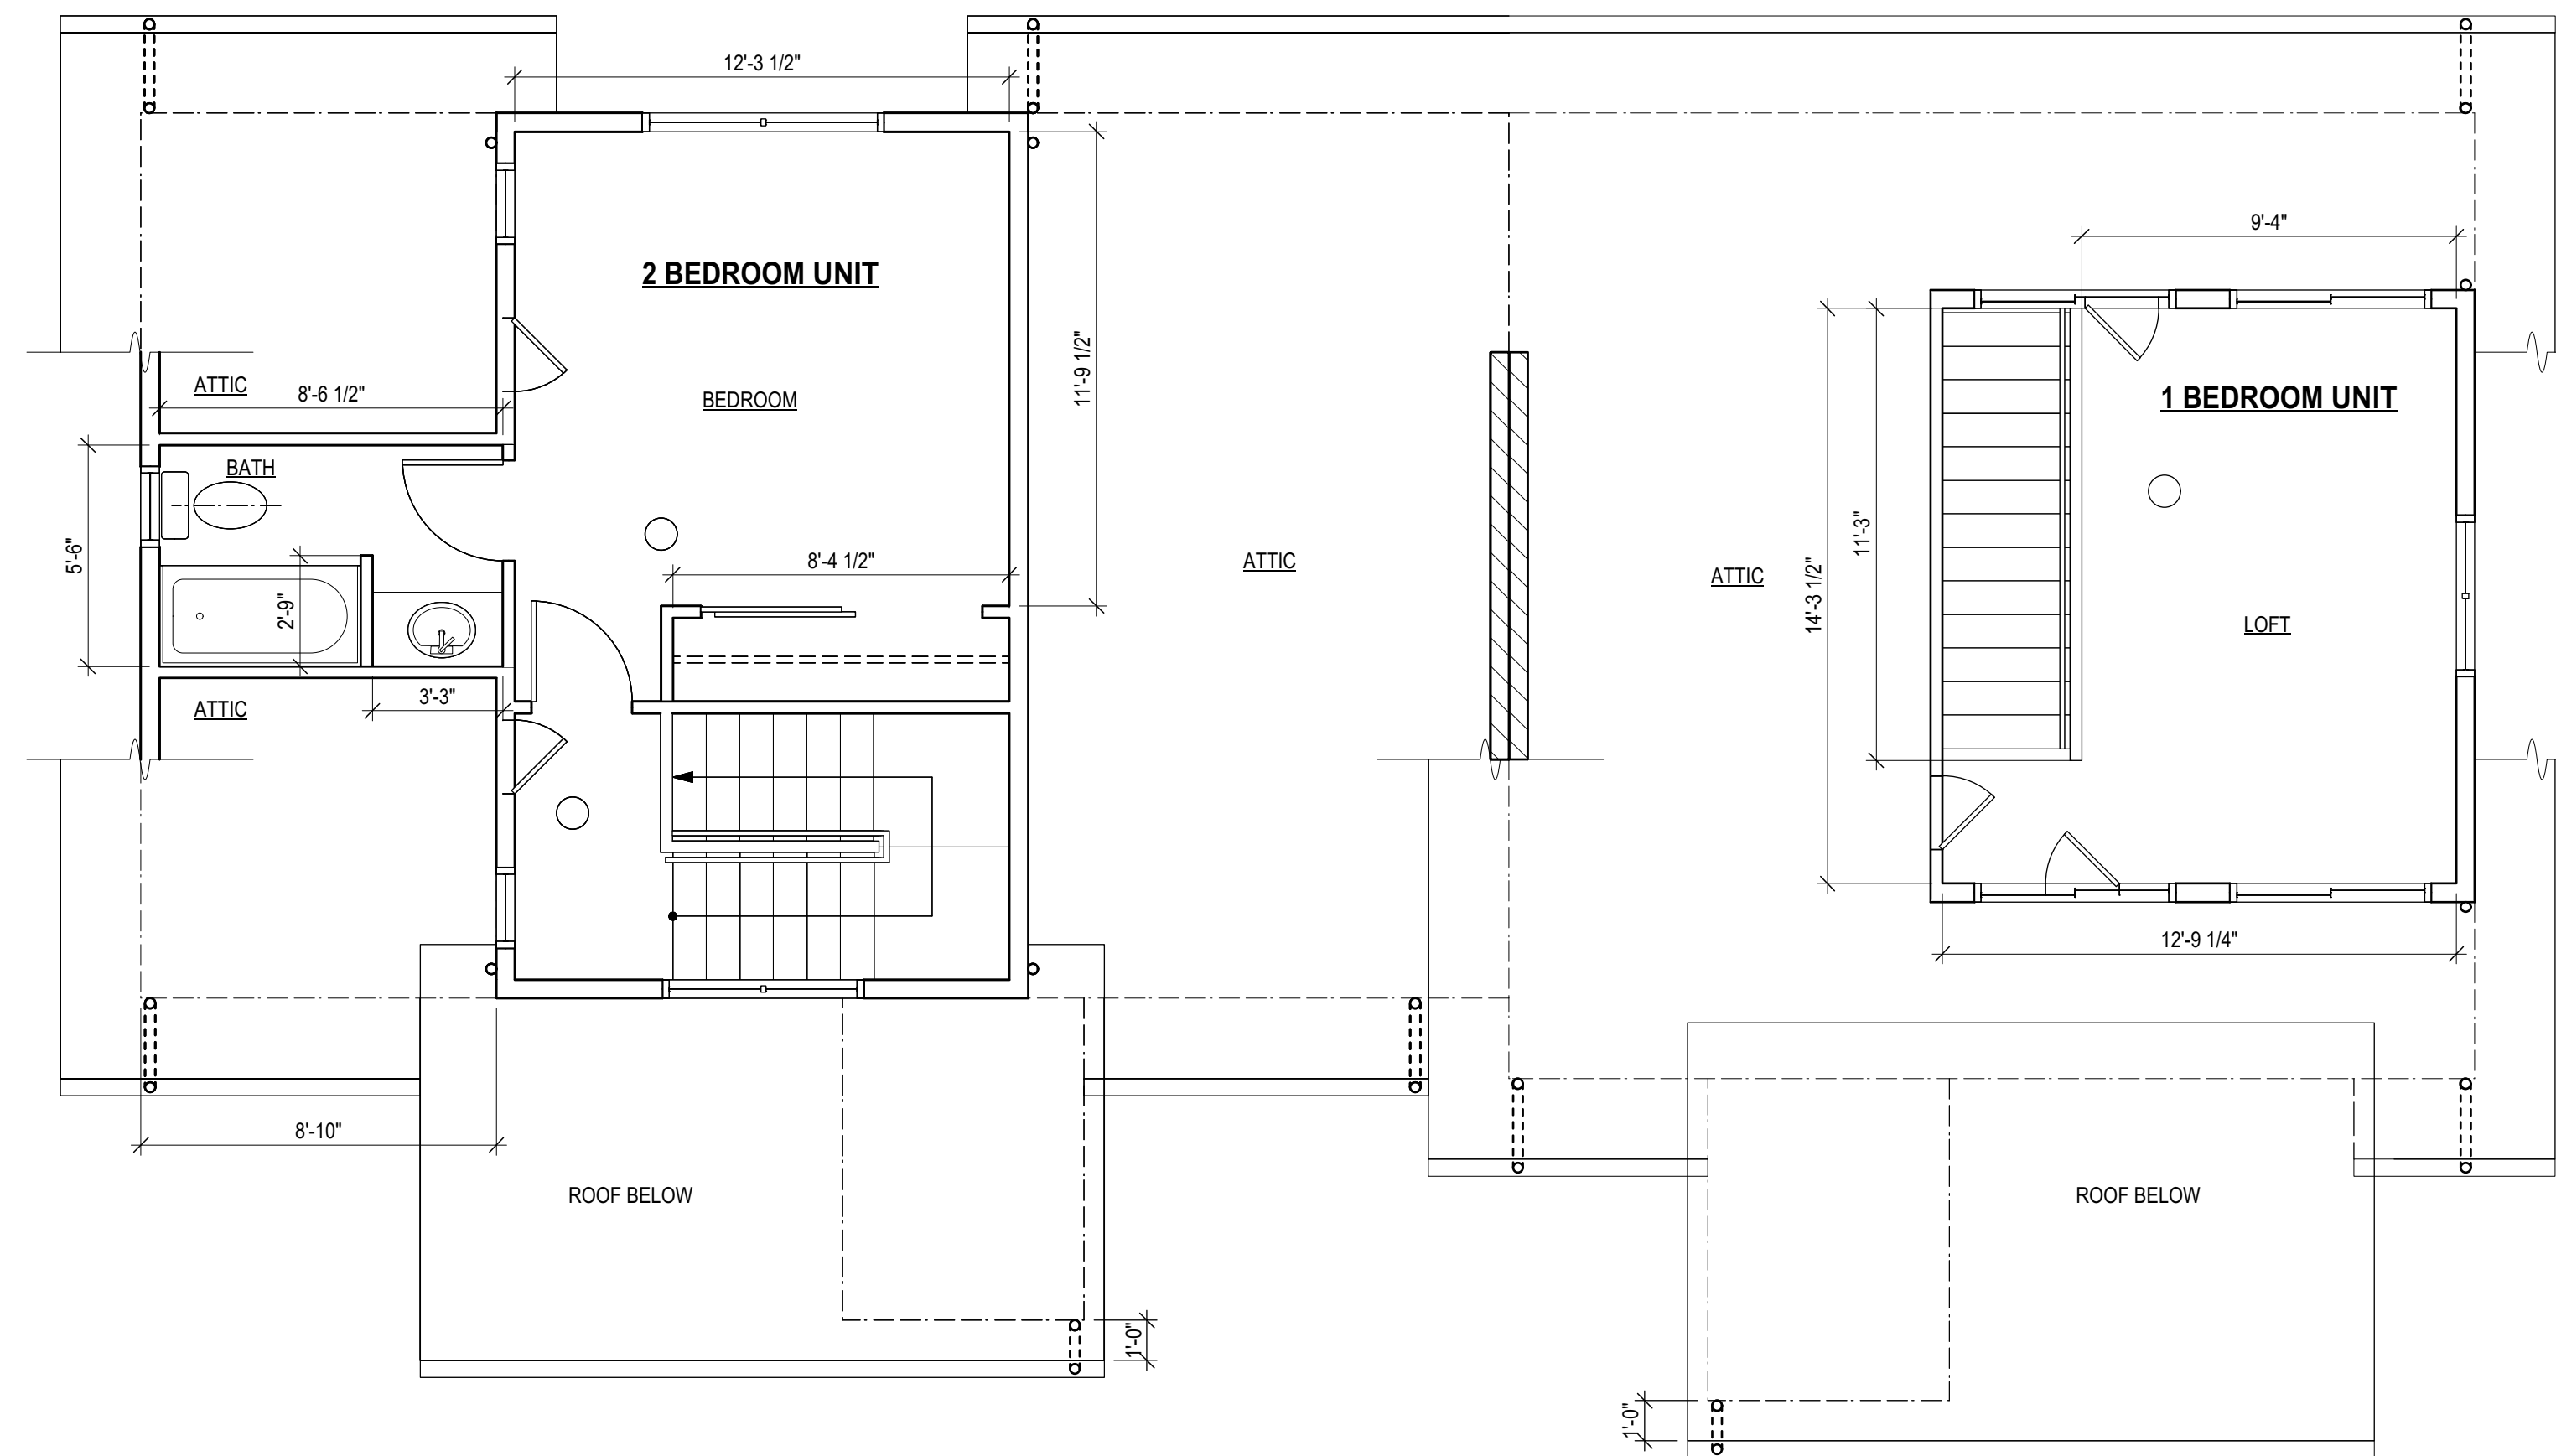 12'-3 1/2"
9'-4"
2 BEDROOM UNIT
11'-9 1/2"
ATTIC
8'-6 1/2"
BEDROOM
1 BEDROOM UNIT
BATH
5'-6"
2'-9"
8'-4 1/2"
ATTIC
ATTIC
14'-3 1/2"
11'-3"
LOFT
3'-3"
ATTIC
12'-9 1/4"
8'-10"
ROOF BELOW
ROOF BELOW
1'-0"
1'-0"